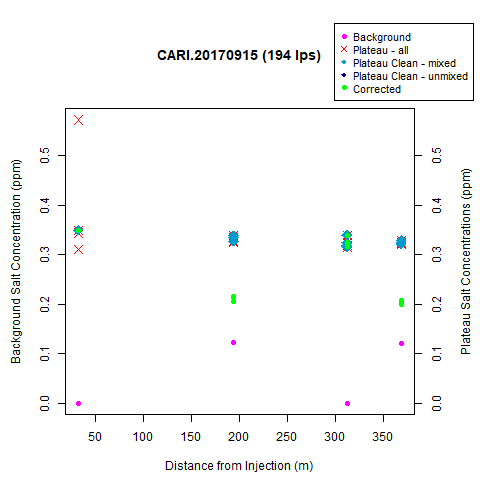 CARI.20170915 (194 lps)
Background
Plateau - all
Plateau Clean - mixed
Plateau Clean - unmixed
Corrected
Background Salt Concentration (ppm)
0.5
0.4
0.3
0.2
0.1
0.0
0.5
0.4
0.3
0.2
0.1
0.0
Plateau Salt Concentrations (ppm)
50 100 150 200 250 300 350
Distance from Injection (m)